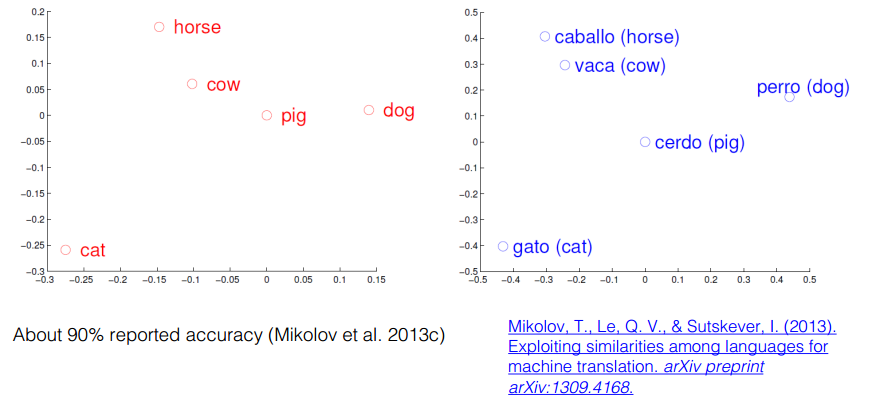 0.2
0.15
0.1
0.05
0
−0.05
−0.1
−0.15
−0.2
−0.25
−0.3
−0.3 −0.25 −0.2 −0.15 −0.1 −0.05 0 0.05 0.1 0.15
horse
cow
pig
dog
cat
0.5
0.4
0.3
0.2
0.1
0
−0.1
−0.2
−0.3
−0.4
−0.5
−0.5 −0.4 −0.3 −0.2 −0.1 0 0.1 0.2 0.3 0.4 0.5
caballo (horse)
vaca (cow)
perro (dog)
cerdo (pig)
gato (cat)
About 90% reported accuracy (Mikolov et al. 2013c)
Mikolov, T., Le, Q. V., & Sutskever, I. (2013).
Exploiting similarities among languages for
machine translation. arXiv preprint
arXiv:1309.4168.